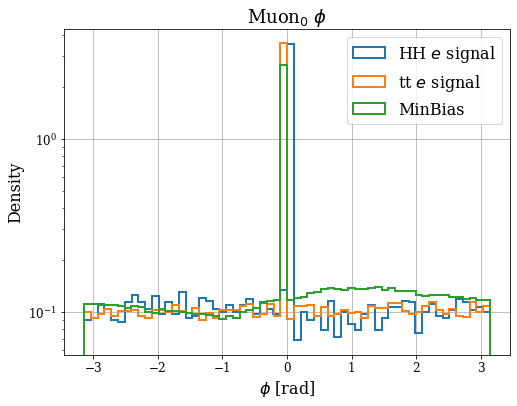 Muon₀ ϕ
HH e signal
tt e signal
MinBias
Density
10⁰
10⁻¹
−3 −2 −1 0 1 2 3
ϕ [rad]